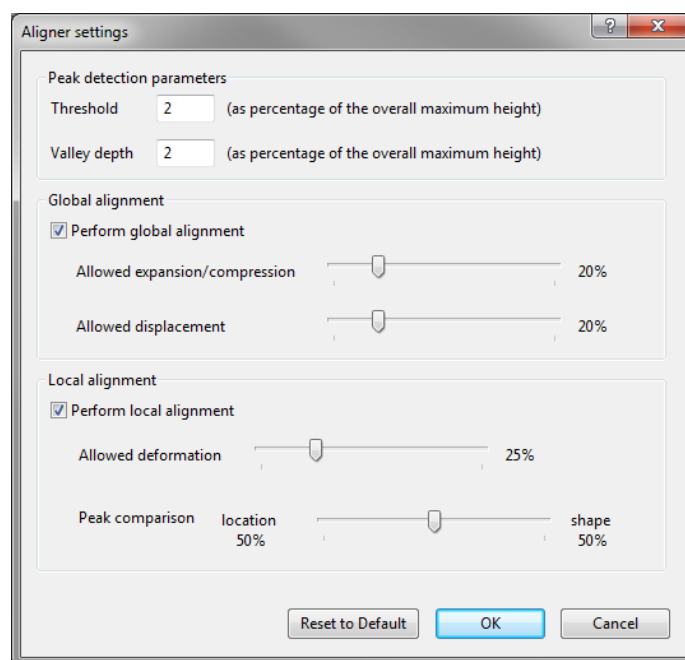 Aligner settings
?
Peak detection parameters
Threshold 2 (as percentage of the overall maximum height)
Valley depth 2 (as percentage of the overall maximum height)
Global alignment
Perform global alignment
Allowed expansion/compression 20%
Allowed displacement 20%
Local alignment
Perform local alignment
Allowed deformation 25%
Peak comparison location shape
50% 50%
Reset to Default OK Cancel